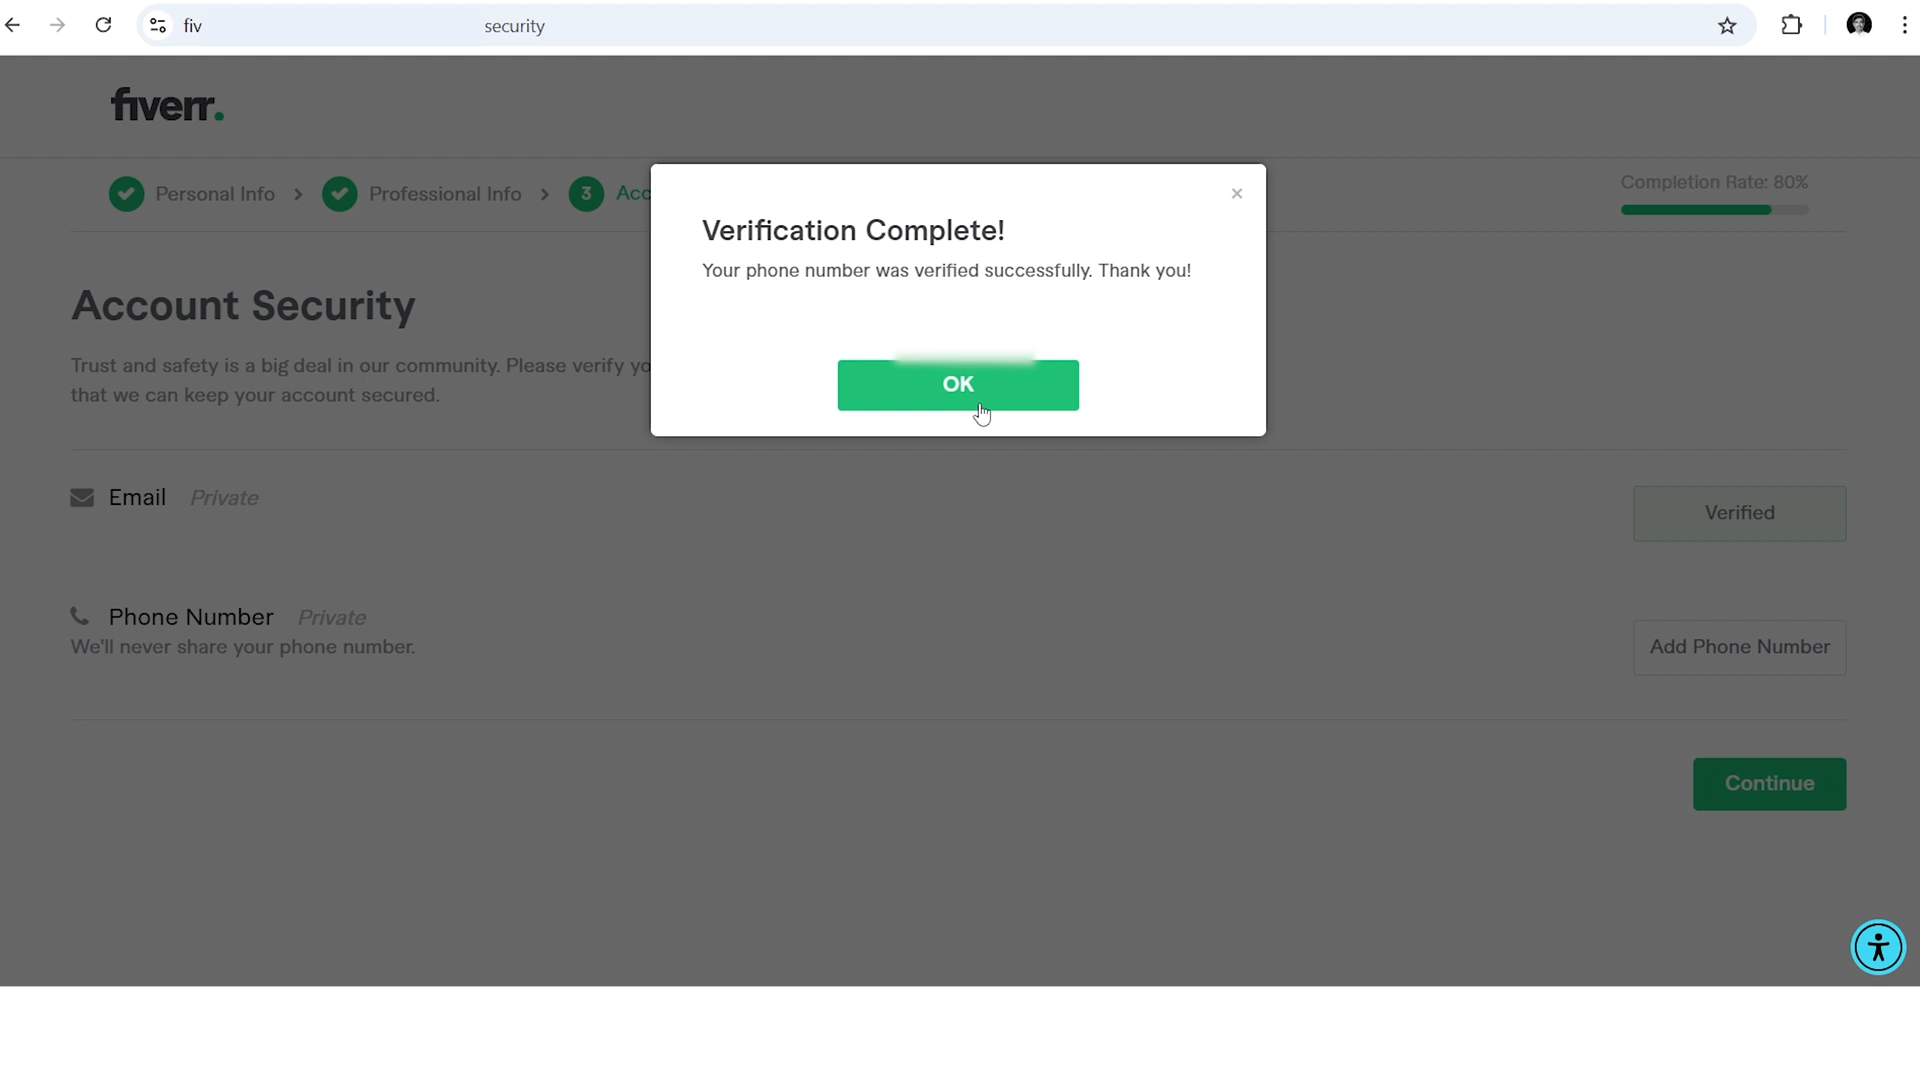 fiv security
fiverr.
Personal Info > Professional Info > 3 Acc
Completion Rate: 80%
Verification Complete!
Your phone number was verified successfully. Thank you!
OK
Account Security
Trust and safety is a big deal in our community. Please verify yo
that we can keep your account secured.
Email Private
Verified
Phone Number Private
We'll never share your phone number.
Add Phone Number
Continue